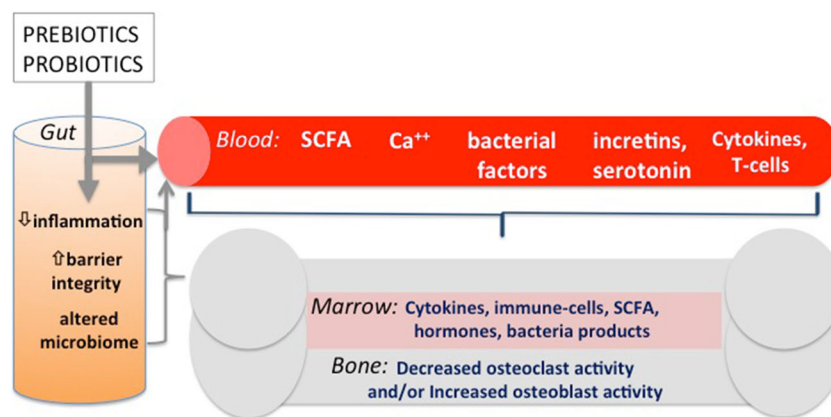 PREBIOTICS
PROBIOTICS
Gut
⇩inflammation
⇧barrier
integrity
altered
microbiome
Blood: SCFA Ca++ bacterial factors incretins, serotonin Cytokines, T-cells
Marrow: Cytokines, immune-cells, SCFA,
hormones, bacteria products
Bone: Decreased osteoclast activity
and/or Increased osteoblast activity